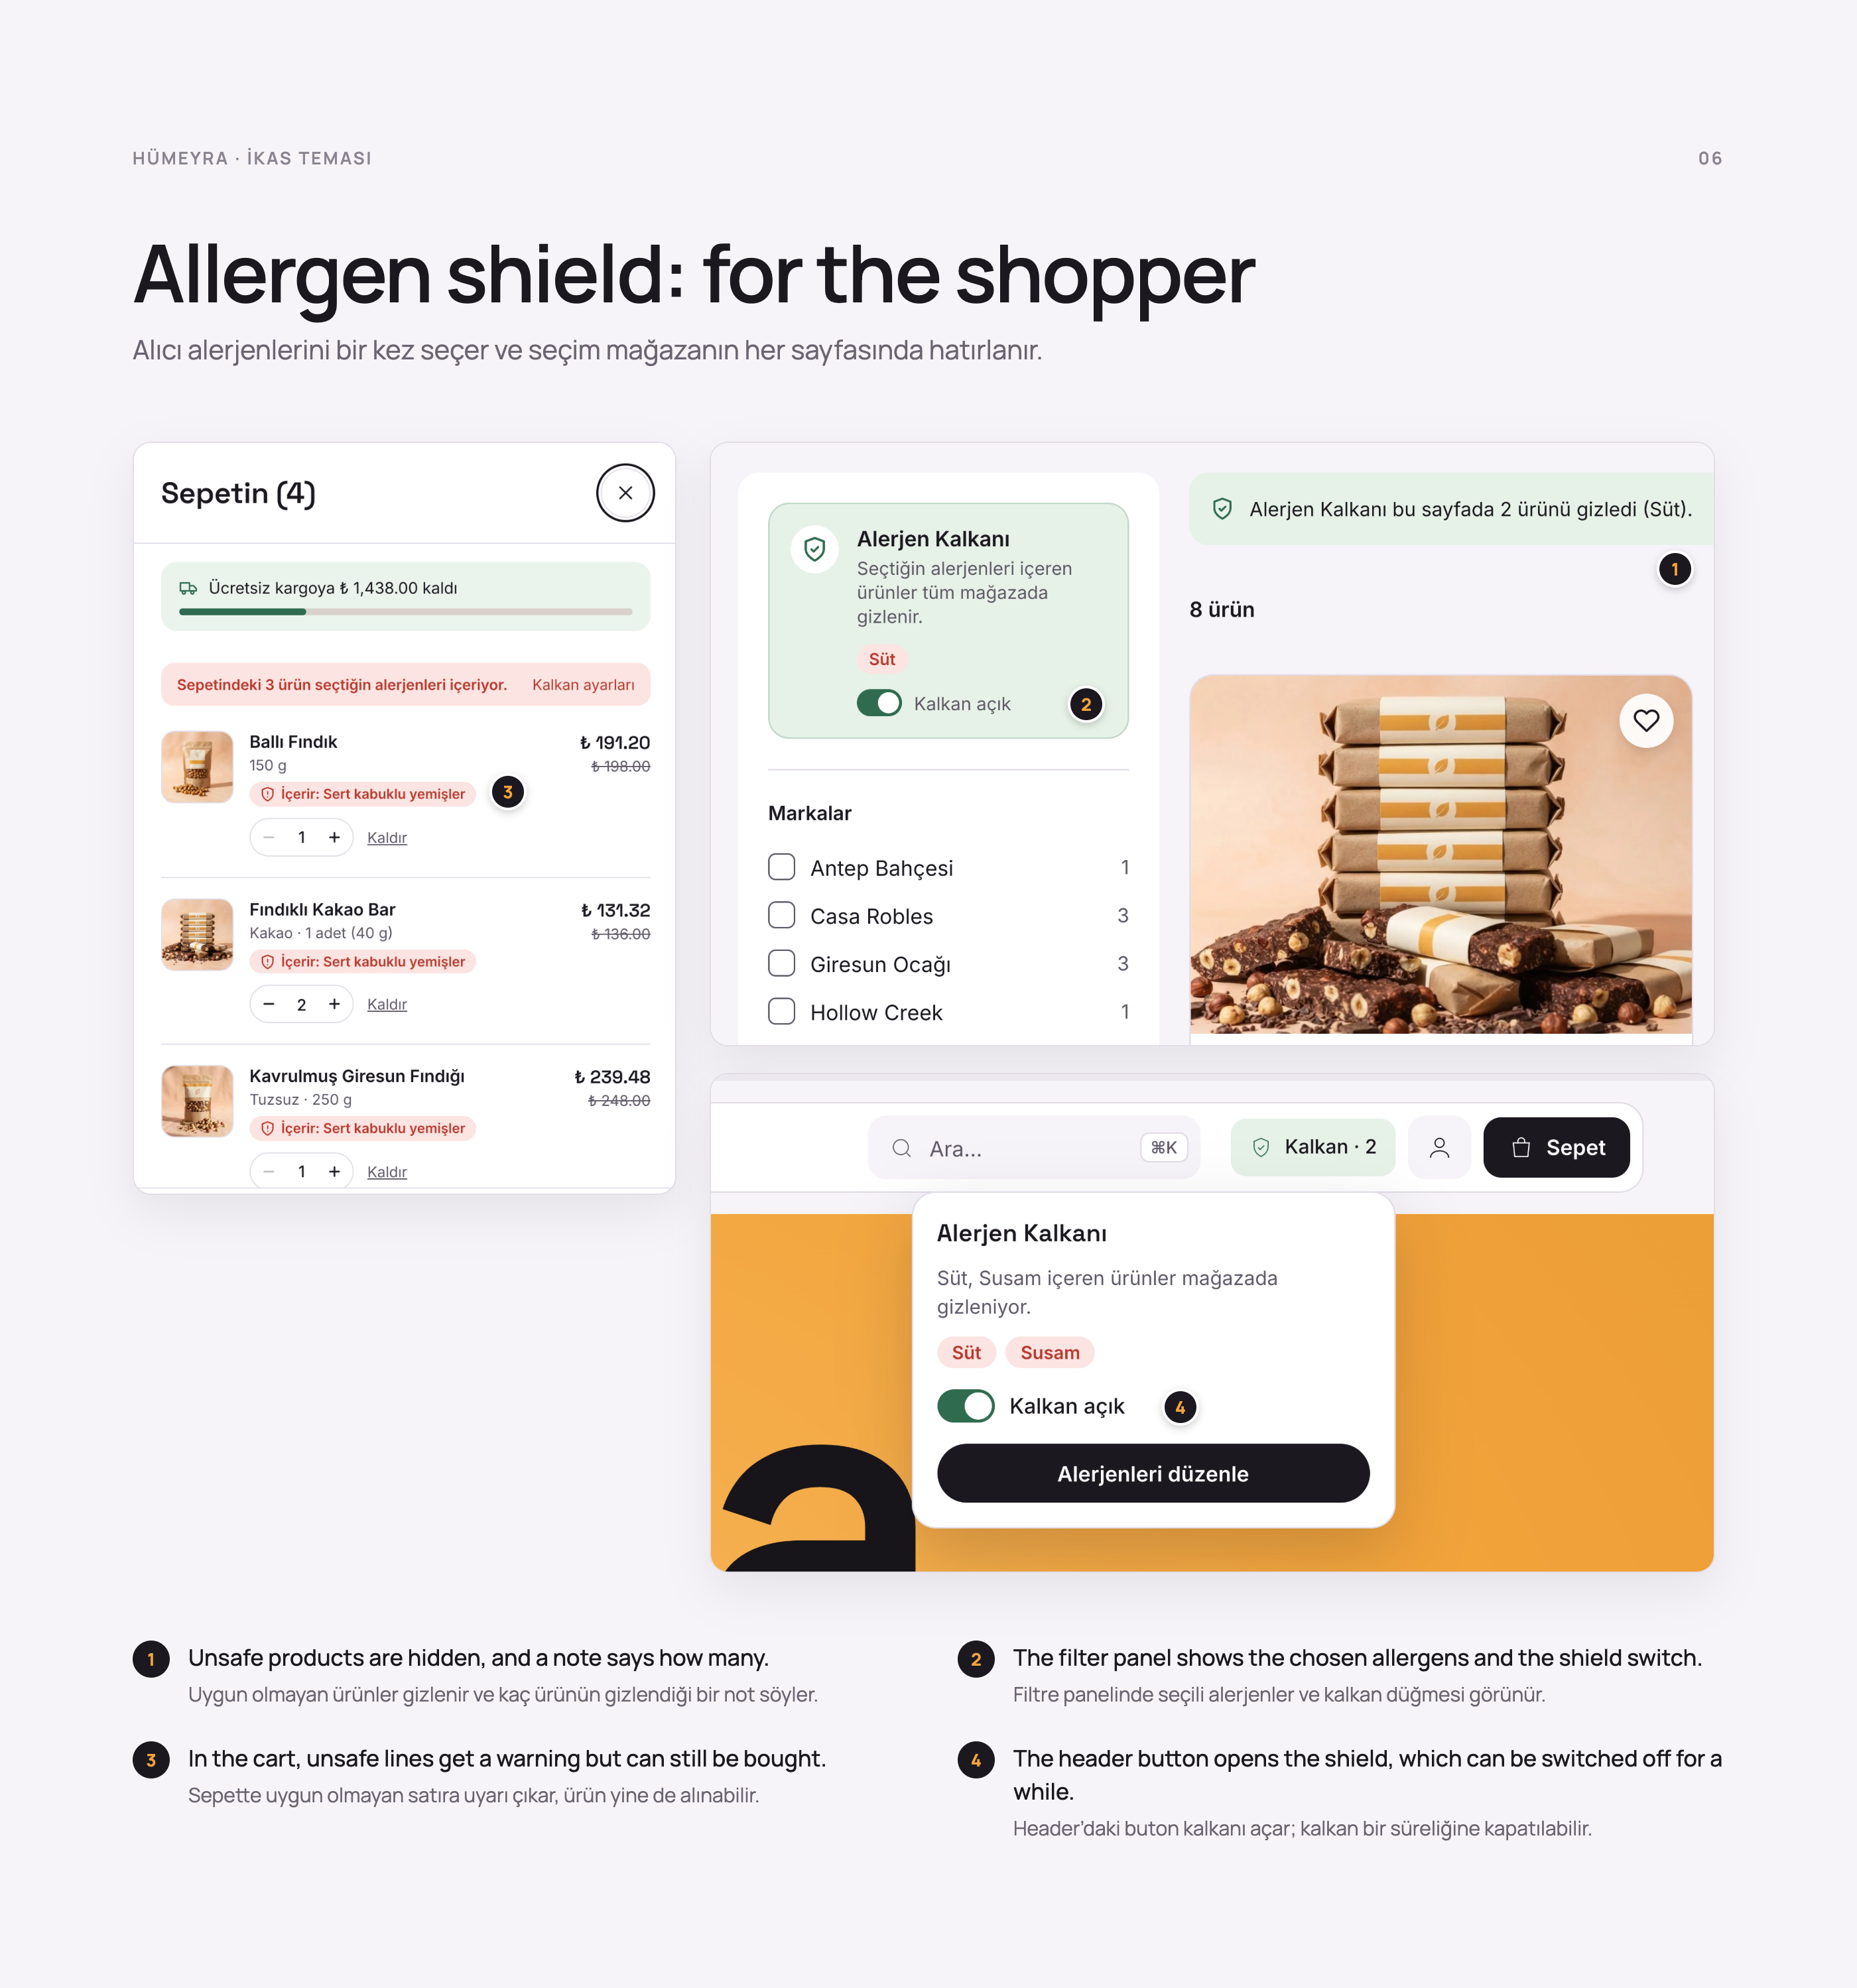 HÜMEYRA · İKAS TEMASI
06
Allergen shield: for the shopper
Alıcı alerjenlerini bir kez seçer ve seçim mağazanın her sayfasında hatırlanır.
Sepetin (4)
Ücretsiz kargoya ₺ 1,438.00 kaldı
Sepetindeki 3 ürün seçtiğin alerjenleri içeriyor. Kalkan ayarları
Ballı Fındık ₺ 191.20
150 g ₺ 198.00
İçerir: Sert kabuklu yemişler
3
− 1 + Kaldır
Fındıklı Kakao Bar ₺ 131.32
Kakao · 1 adet (40 g) ₺ 136.00
İçerir: Sert kabuklu yemişler
− 2 + Kaldır
Kavrulmuş Giresun Fındığı ₺ 239.48
Tuzsuz · 250 g ₺ 248.00
İçerir: Sert kabuklu yemişler
− 1 + Kaldır
Alerjen Kalkanı
Seçtiğin alerjenleri içeren
ürünler tüm mağazada
gizlenir.
Süt
Kalkan açık
2
Markalar
Antep Bahçesi 1
Casa Robles 3
Giresun Ocağı 3
Hollow Creek 1
Alerjen Kalkanı bu sayfada 2 ürünü gizledi (Süt).
1
8 ürün
Ara... ⌘K
Kalkan · 2
Sepet
Alerjen Kalkanı
Süt, Susam içeren ürünler mağazada
gizleniyor.
Süt Susam
Kalkan açık
4
Alerjenleri düzenle
a
1 Unsafe products are hidden, and a note says how many.
Uygun olmayan ürünler gizlenir ve kaç ürünün gizlendiği bir not söyler.
2 The filter panel shows the chosen allergens and the shield switch.
Filtre panelinde seçili alerjenler ve kalkan düğmesi görünür.
3 In the cart, unsafe lines get a warning but can still be bought.
Sepette uygun olmayan satıra uyarı çıkar, ürün yine de alınabilir.
4 The header button opens the shield, which can be switched off for a
while.
Header’daki buton kalkanı açar; kalkan bir süreliğine kapatılabilir.